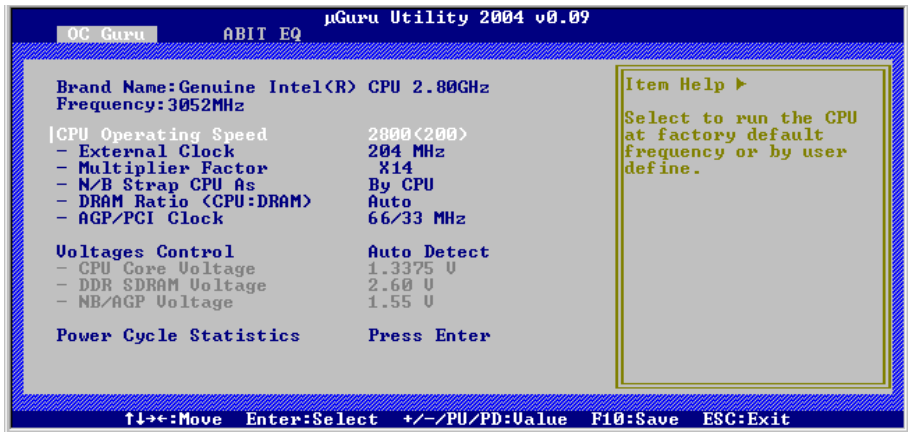 µGuru Utility 2004 v0.09
OC Guru ABIT EQ
Brand Name:Genuine Intel(R) CPU 2.80GHz
Frequency:3052MHz
|CPU Operating Speed 2800(200)
- External Clock 204 MHz
- Multiplier Factor X14
- N/B Strap CPU As By CPU
- DRAM Ratio (CPU:DRAM) Auto
- AGP/PCI Clock 66/33 MHz
Voltages Control Auto Detect
- CPU Core Voltage 1.3375 V
- DDR SDRAM Voltage 2.60 V
- NB/AGP Voltage 1.55 V
Power Cycle Statistics Press Enter
Item Help ►
Select to run the CPU
at factory default
frequency or by user
define.
↑↓→←:Move Enter:Select +/-/PU/PD:Value F10:Save ESC:Exit